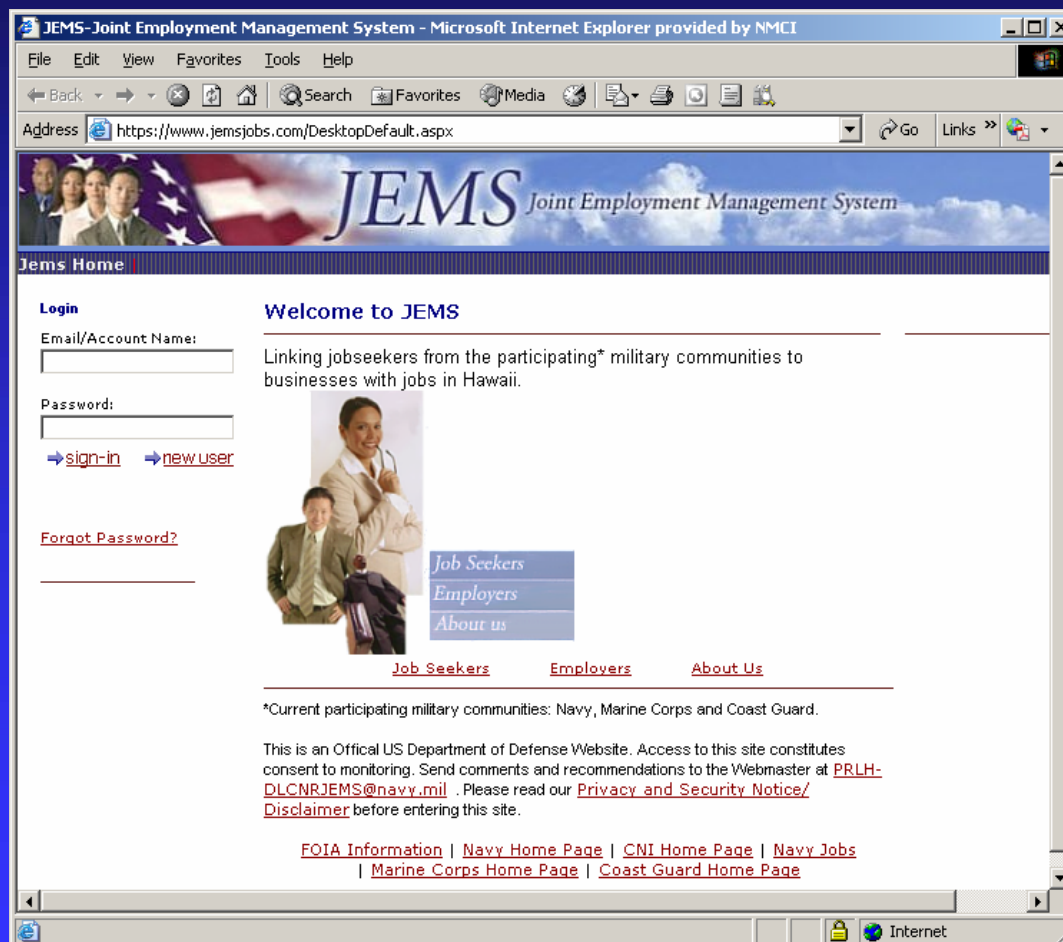 JEMS-Joint Employment Management System - Microsoft Internet Explorer provided by NMCI
File Edit View Favorites Tools Help
Back Search Favorites Media
Address https://www.jemsjobs.com/DesktopDefault.aspx Go Links »
JEMS Joint Employment Management System
Jems Home |
Login
Email/Account Name:
Password:
sign-in new user
Forgot Password?
Welcome to JEMS
Linking jobseekers from the participating* military communities to
businesses with jobs in Hawaii.
Job Seekers
Employers
About us
Job Seekers Employers About Us
*Current participating military communities: Navy, Marine Corps and Coast Guard.
This is an Offical US Department of Defense Website. Access to this site constitutes
consent to monitoring. Send comments and recommendations to the Webmaster at PRLH-
DLCNRJEMS@navy.mil . Please read our Privacy and Security Notice/
Disclaimer before entering this site.
FOIA Information | Navy Home Page | CNI Home Page | Navy Jobs
| Marine Corps Home Page | Coast Guard Home Page
Internet